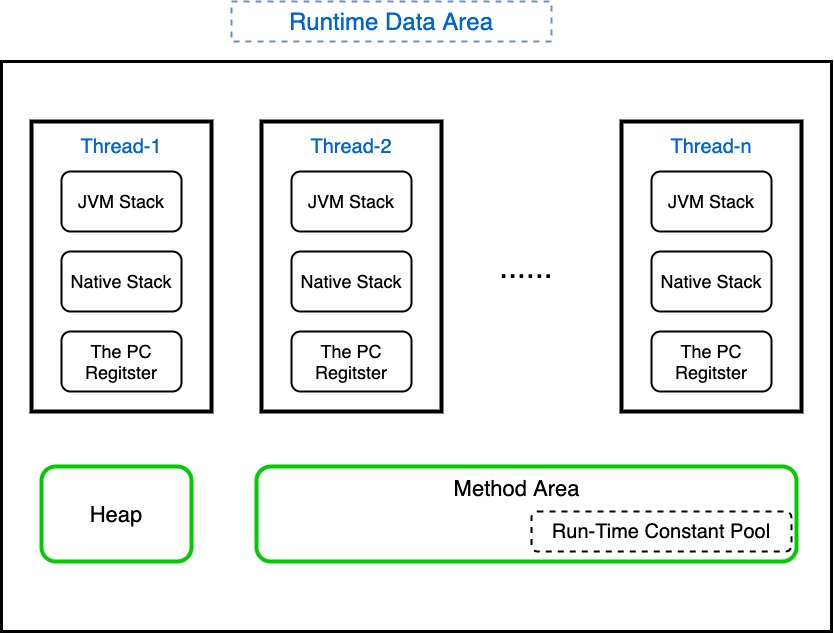 Runtime Data Area
Thread-1
JVM Stack
Native Stack
The PC
Regitster
Thread-2
JVM Stack
Native Stack
The PC
Regitster
......
Thread-n
JVM Stack
Native Stack
The PC
Regitster
Heap
Method Area
Run-Time Constant Pool